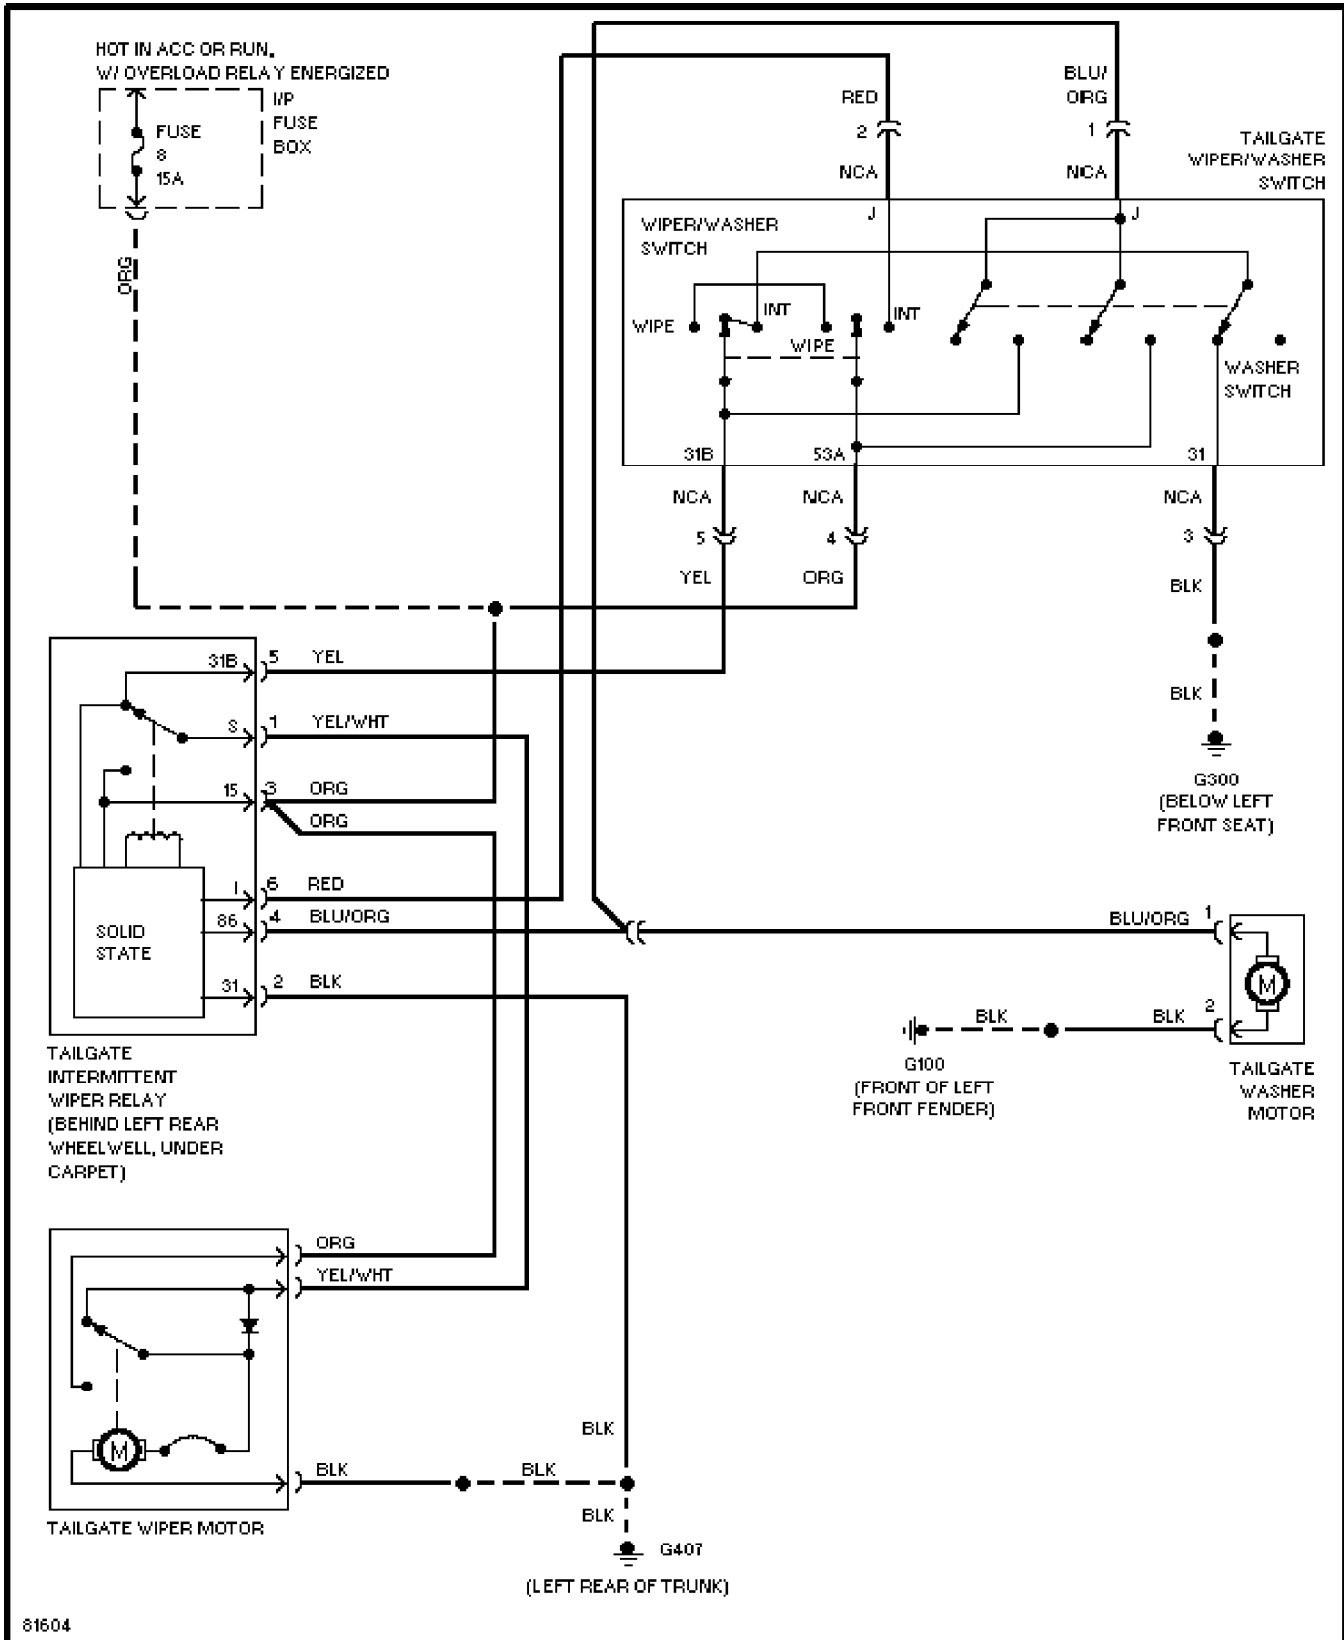 HOT IN ACC OR RUN,
W/ OVERLOAD RELAY ENERGIZED
I/P
FUSE
BOX
FUSE
8
15A
ORG
RED
2
NCA
BLU/
ORG
1
NCA
TAILGATE
WIPER/WASHER
SWITCH
WIPER/WASHER
SWITCH
J
J
WIPE
INT
WIPE
INT
WASHER
SWITCH
31B
53A
31
NCA
NCA
NCA
5
4
3
YEL
ORG
BLK
BLK
G300
(BELOW LEFT
FRONT SEAT)
31B
5
YEL
S
1
YEL/WHT
15
3
ORG
ORG
I
6
RED
86
4
BLU/ORG
31
2
BLK
SOLID
STATE
TAILGATE
INTERMITTENT
WIPER RELAY
(BEHIND LEFT REAR
WHEELWELL, UNDER
CARPET)
BLU/ORG
1
M
BLK
BLK
2
G100
(FRONT OF LEFT
FRONT FENDER)
TAILGATE
WASHER
MOTOR
ORG
YEL/WHT
M
BLK
BLK
BLK
BLK
TAILGATE WIPER MOTOR
G407
(LEFT REAR OF TRUNK)
81604